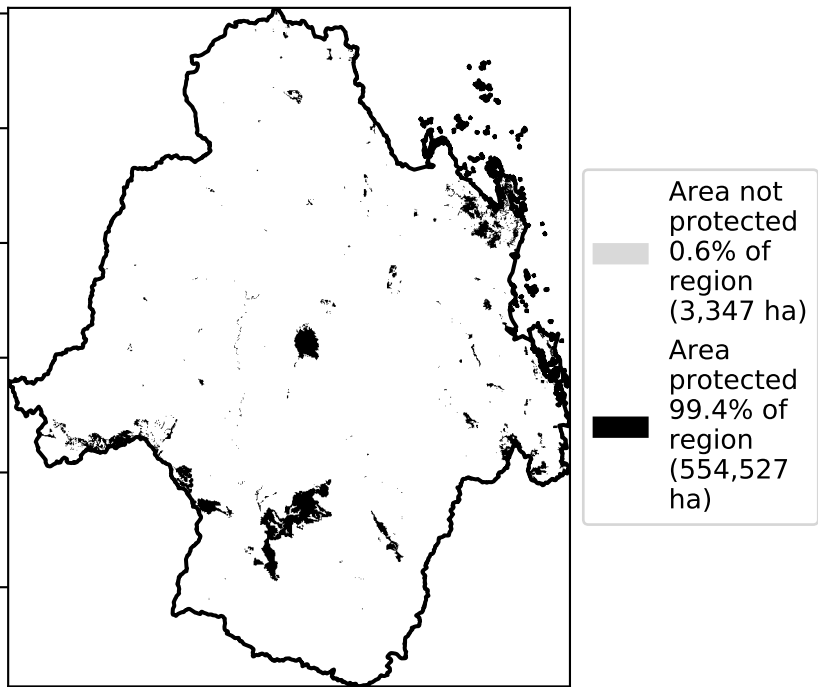 Area not
protected
0.6% of
region
(3,347 ha)
Area
protected
99.4% of
region
(554,527
ha)